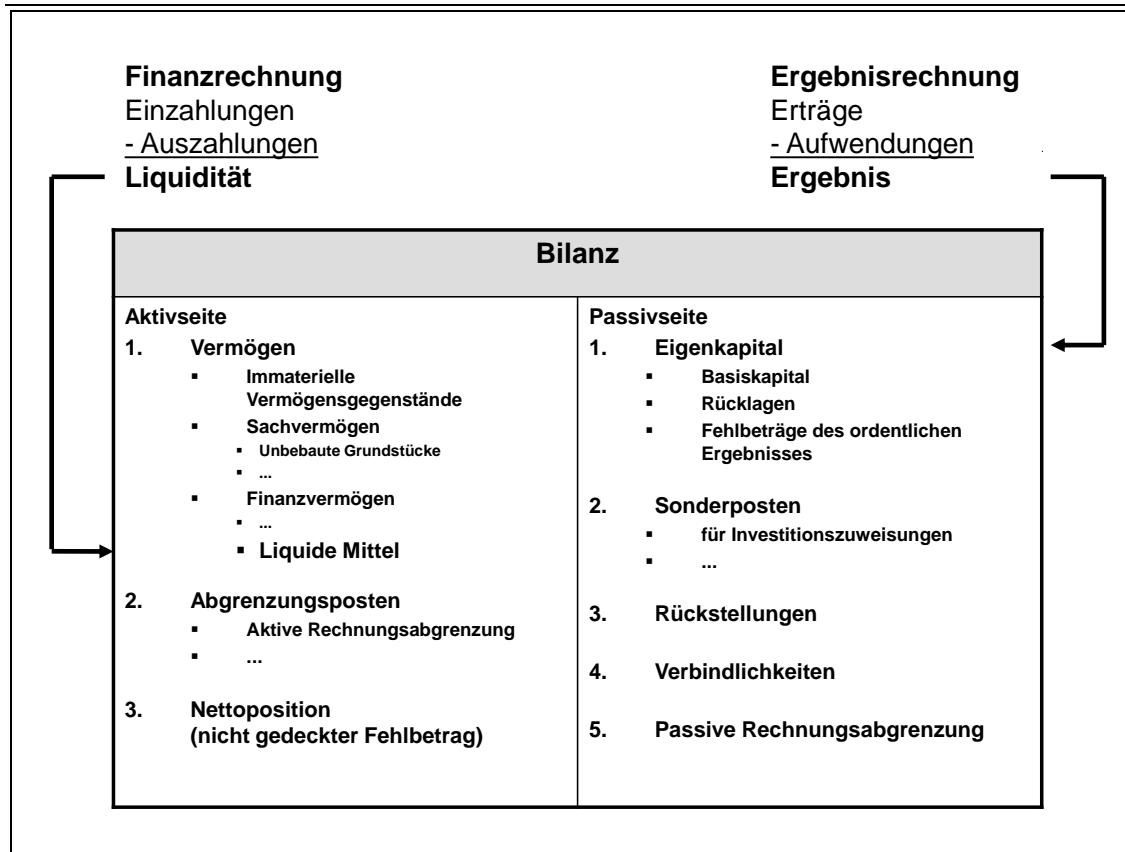 Finanzrechnung
Einzahlungen
- Auszahlungen
Liquidität
Ergebnisrechnung
Erträge
- Aufwendungen
Ergebnis
Bilanz
Aktivseite
1. Vermögen
▪ Immaterielle
Vermögensgegenstände
▪ Sachvermögen
▪ Unbebaute Grundstücke
▪ ...
▪ Finanzvermögen
▪ ...
▪ Liquide Mittel
2. Abgrenzungsposten
▪ Aktive Rechnungsabgrenzung
▪ ...
3. Nettoposition
(nicht gedeckter Fehlbetrag)
Passivseite
1. Eigenkapital
▪ Basiskapital
▪ Rücklagen
▪ Fehlbeträge des ordentlichen
Ergebnisses
2. Sonderposten
▪ für Investitionszuweisungen
▪ ...
3. Rückstellungen
4. Verbindlichkeiten
5. Passive Rechnungsabgrenzung